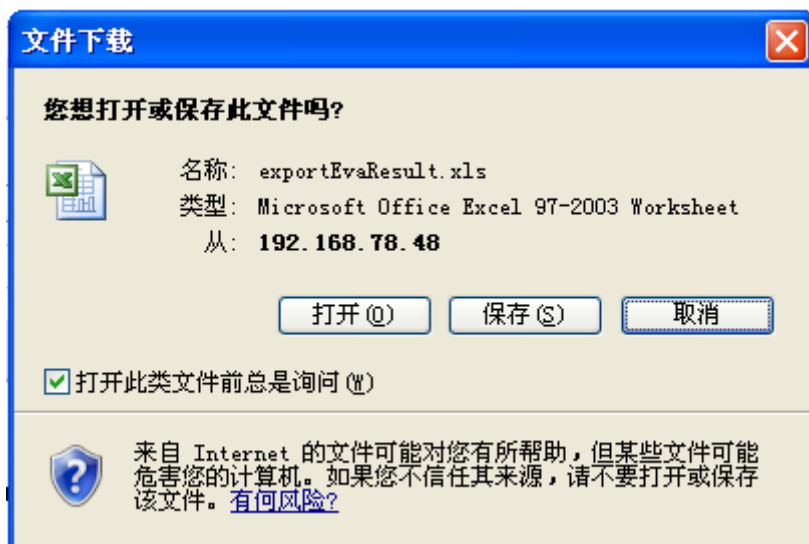 文件下载
您想打开或保存此文件吗?
名称: exportEvaResult.xls
类型: Microsoft Office Excel 97-2003 Worksheet
从: 192.168.78.48
打开(O) 保存(S) 取消
打开此类文件前总是询问(W)
来自 Internet 的文件可能对您有所帮助，但某些文件可能
危害您的计算机。如果您不信任其来源，请不要打开或保存
该文件。有何风险?